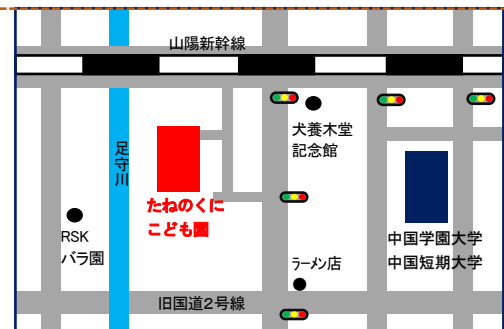 山陽新幹線
犬養木堂
記念館
足守川
たねのくに
こども園
RSK
バラ園
中国学園大学
中国短期大学
ラーメン店
旧国道2号線